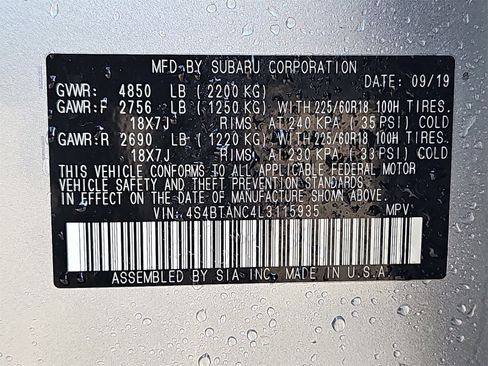 MFD BY SUBARU CORPORATION
DATE: 09/19
GVWR: 4850 LB (2200 KG)
GAWR:F 2756 LB (1250 KG) WITH 225/60R18 100H TIRES,
18X7J RIMS, AT 240 KPA (35 PSI) COLD
GAWR:R 2690 LB (1220 KG) WITH 225/60R18 100H TIRES,
18X7J RIMS, AT 230 KPA (33 PSI) COLD
THIS VEHICLE CONFORMS TO ALL APPLICABLE FEDERAL MOTOR
VEHICLE SAFETY AND THEFT PREVENTION STANDARDS
IN EFFECT ON THE DATE OF MANUFACTURE SHOWN ABOVE.
VIN: 4S4BTANC4L3115935 MPV
ASSEMBLED BY SIA INC. MADE IN U.S.A.